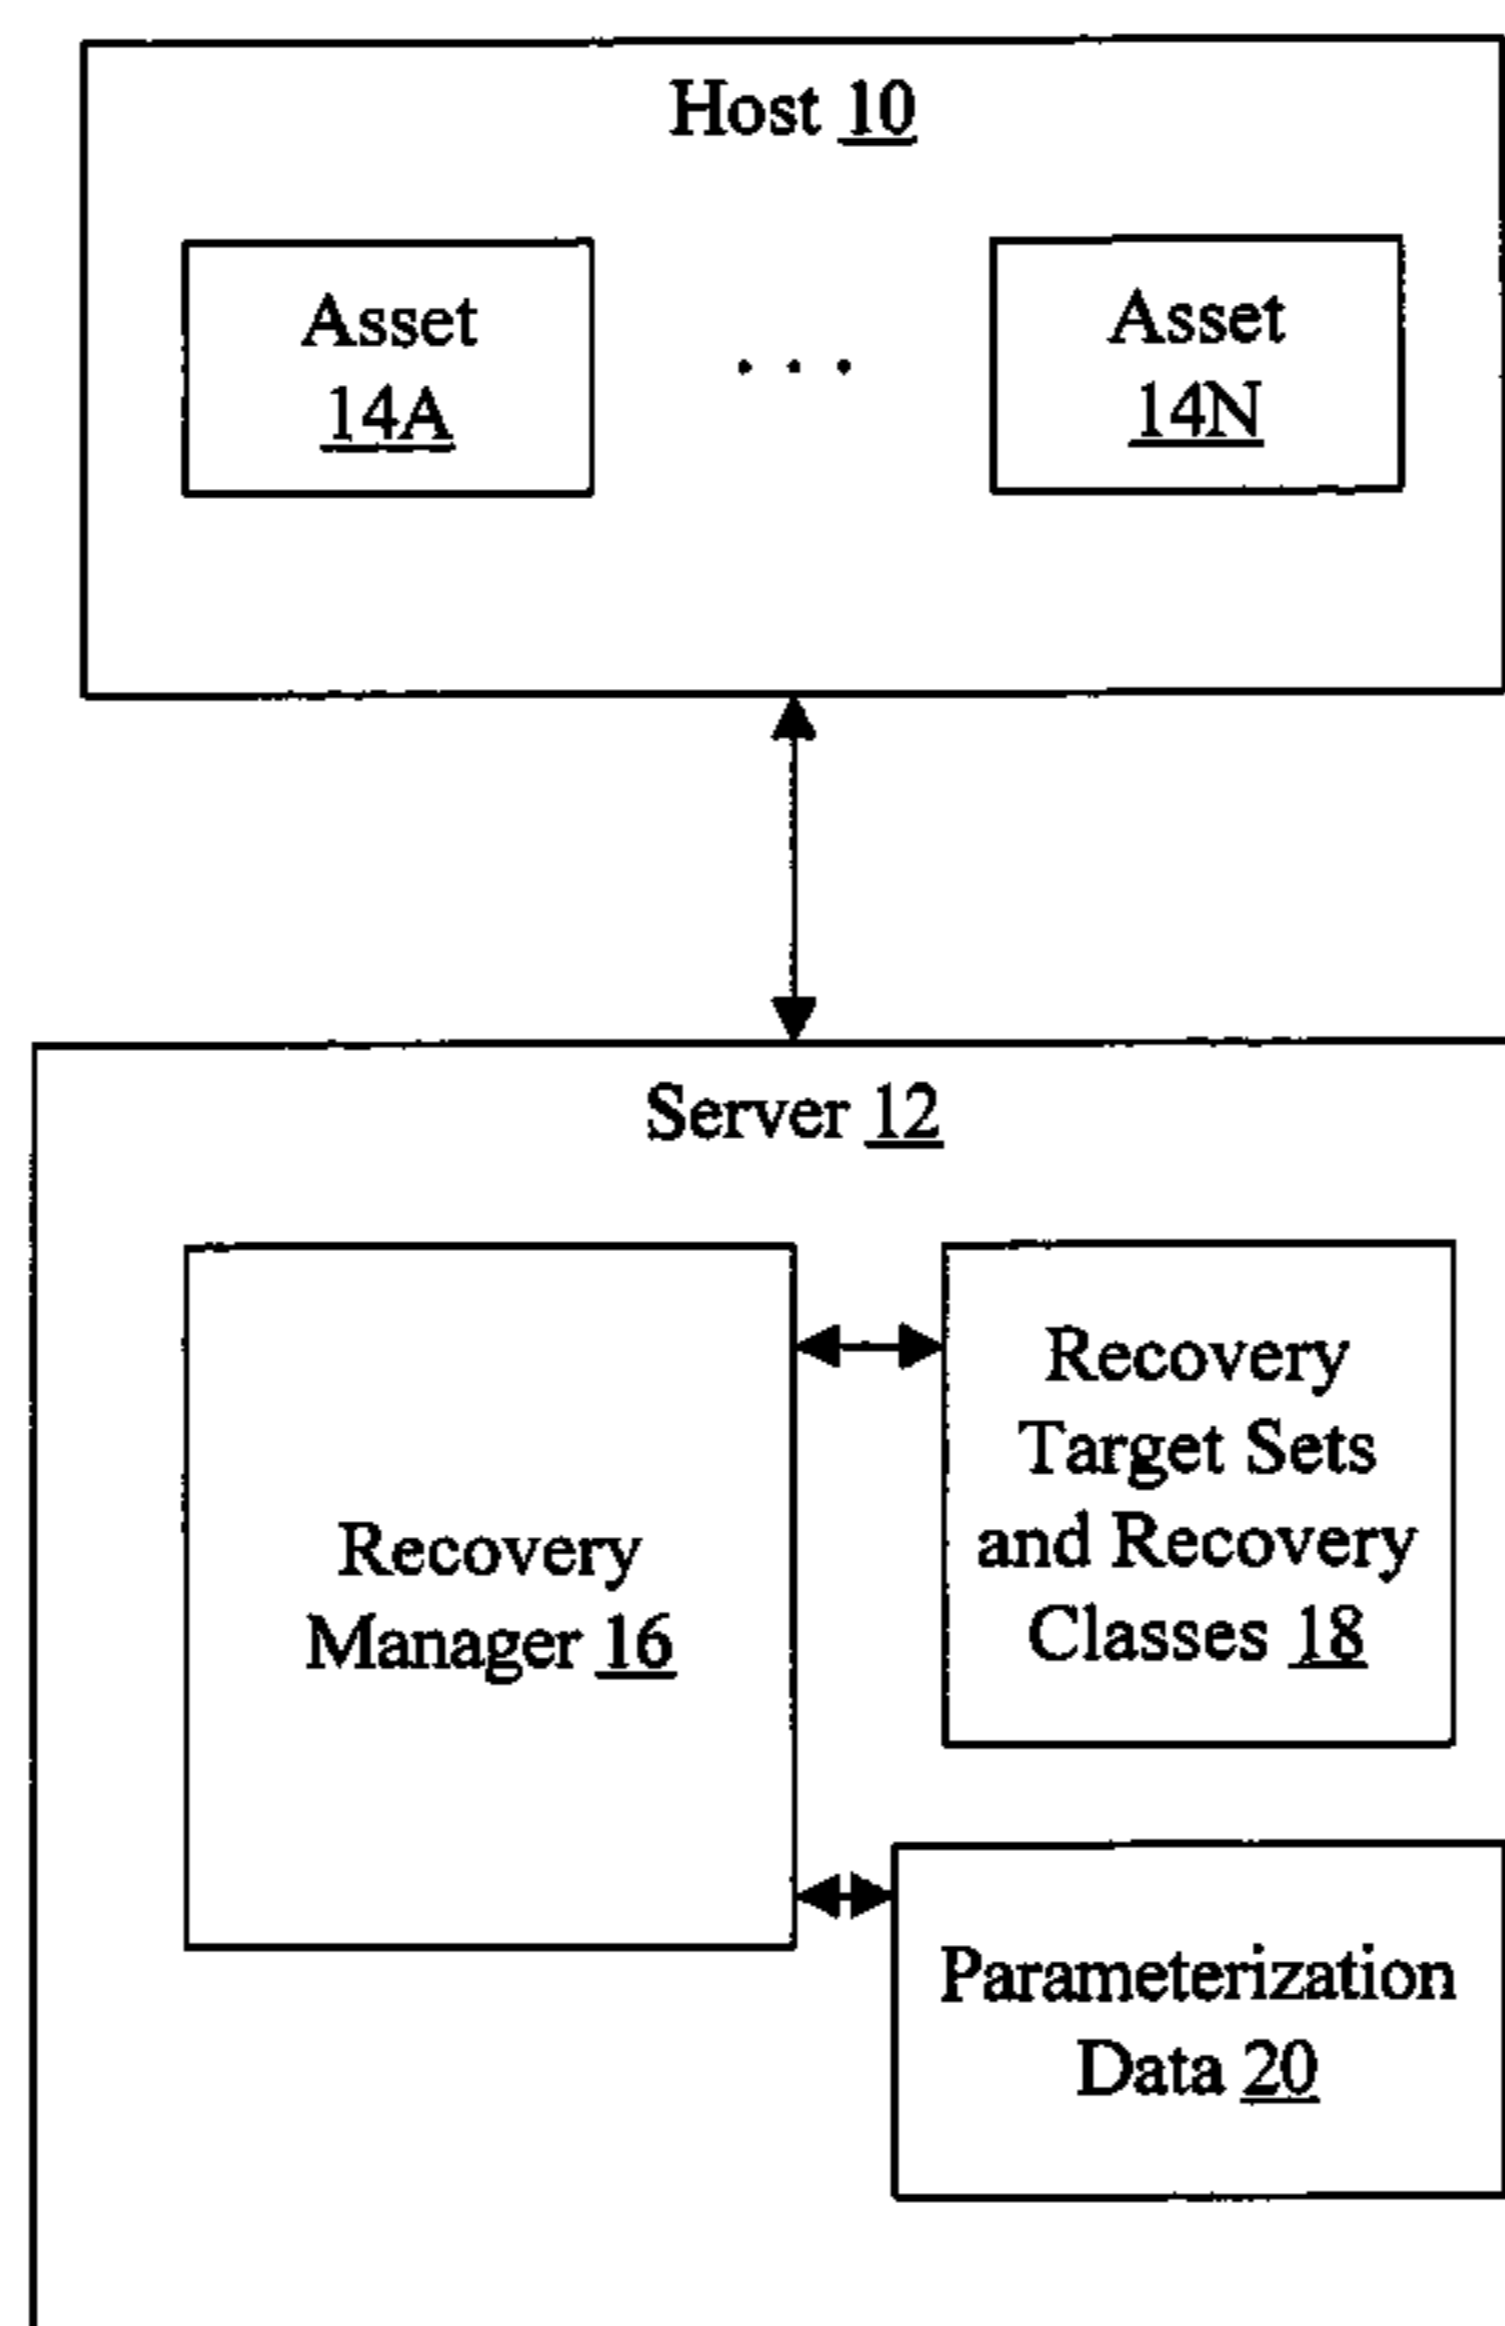 Host 10
Asset
14A
. . .
Asset
14N
Server 12
Recovery
Manager 16
Recovery
Target Sets
and Recovery
Classes 18
Parameterization
Data 20